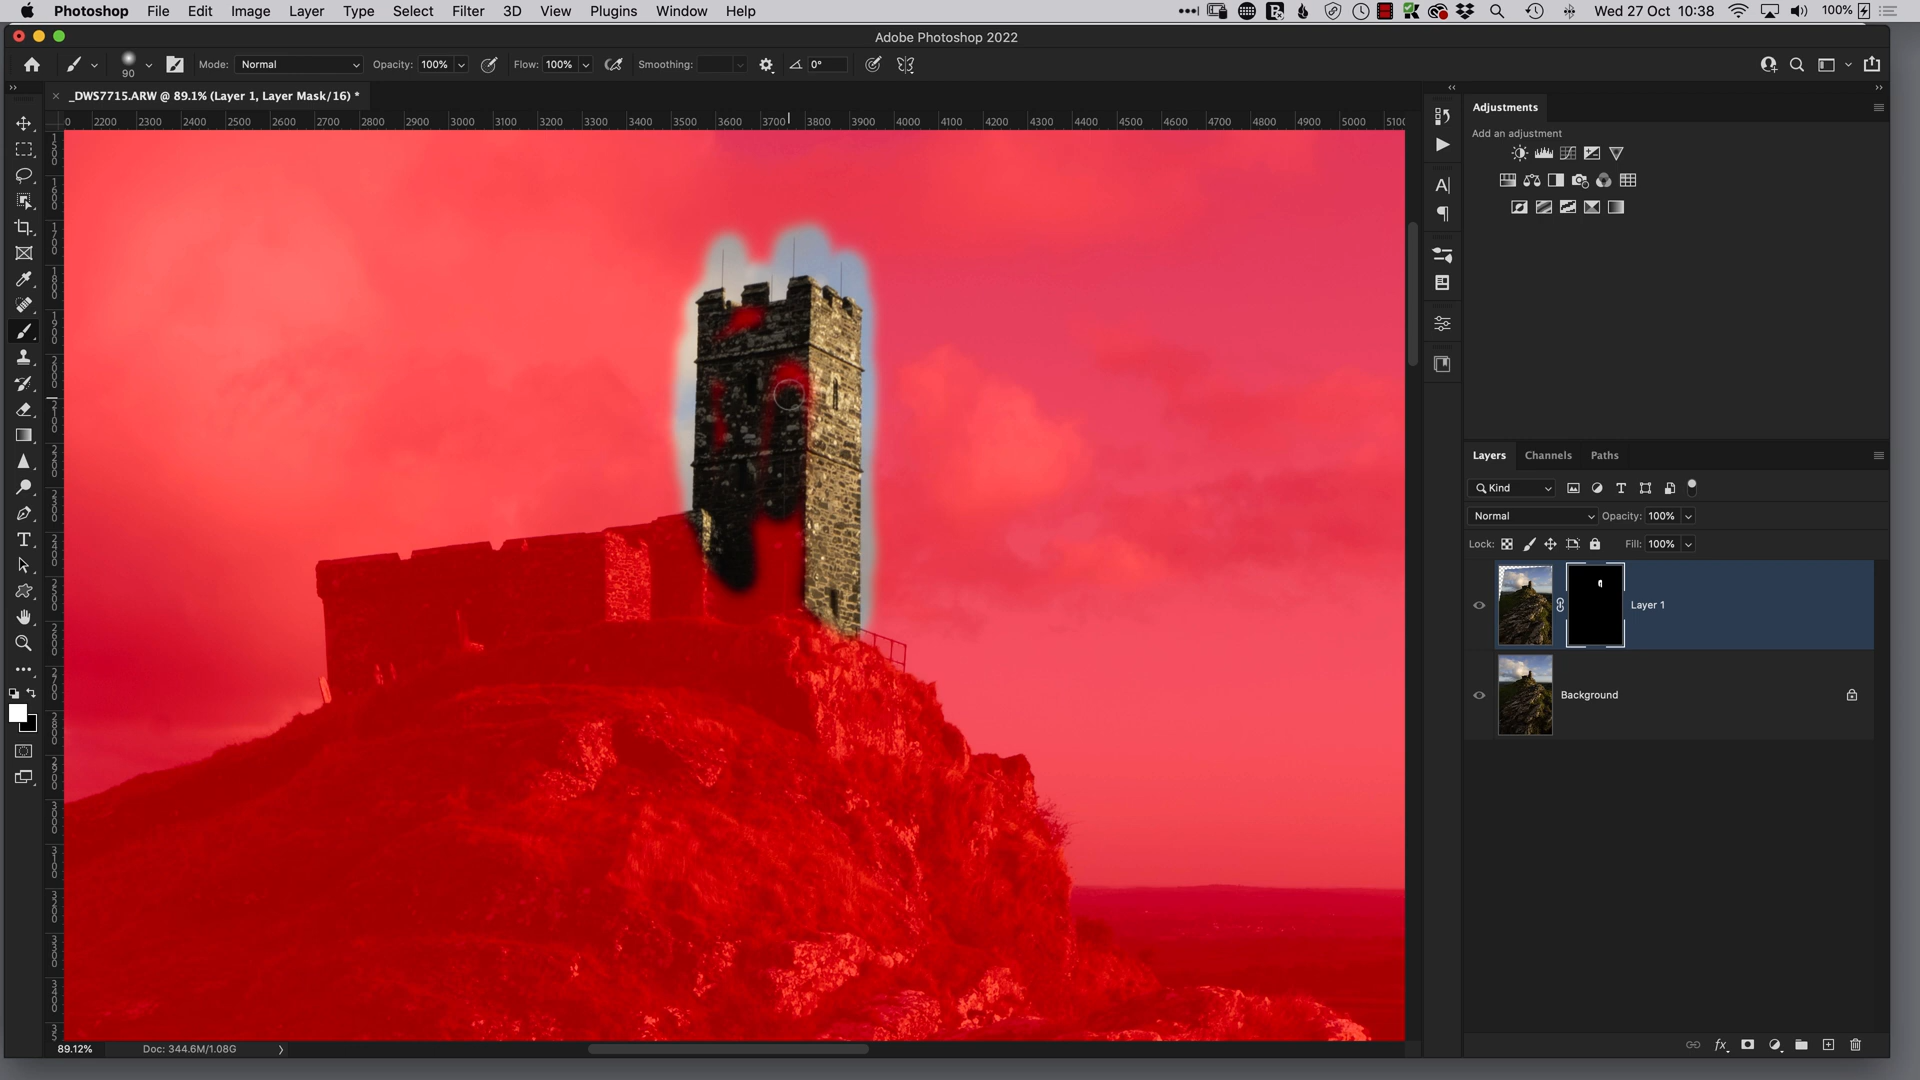 Photoshop File Edit Image Layer Type Select Filter 3D View Plugins Window Help Wed 27 Oct 10:38 100%
Adobe Photoshop 2022
90 Mode: Normal Opacity: 100% Flow: 100% Smoothing: 0°
_DWS7715.ARW @ 89.1% (Layer 1, Layer Mask/16) *
0 2200 2300 2400 2500 2600 2700 2800 2900 3000 3100 3200 3300 3400 3500 3600 3700 3800 3900 4000 4100 4200 4300 4400 4500 4600 4700 4800 4900 5000 5100
Adjustments
Add an adjustment
Layers Channels Paths
Kind
Normal Opacity: 100%
Lock: Fill: 100%
Layer 1
Background
89.12% Doc: 344.6M/1.08G
fx